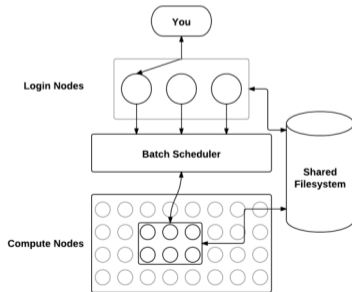 You
Login Nodes
Batch Scheduler
Shared
Filesystem
Compute Nodes